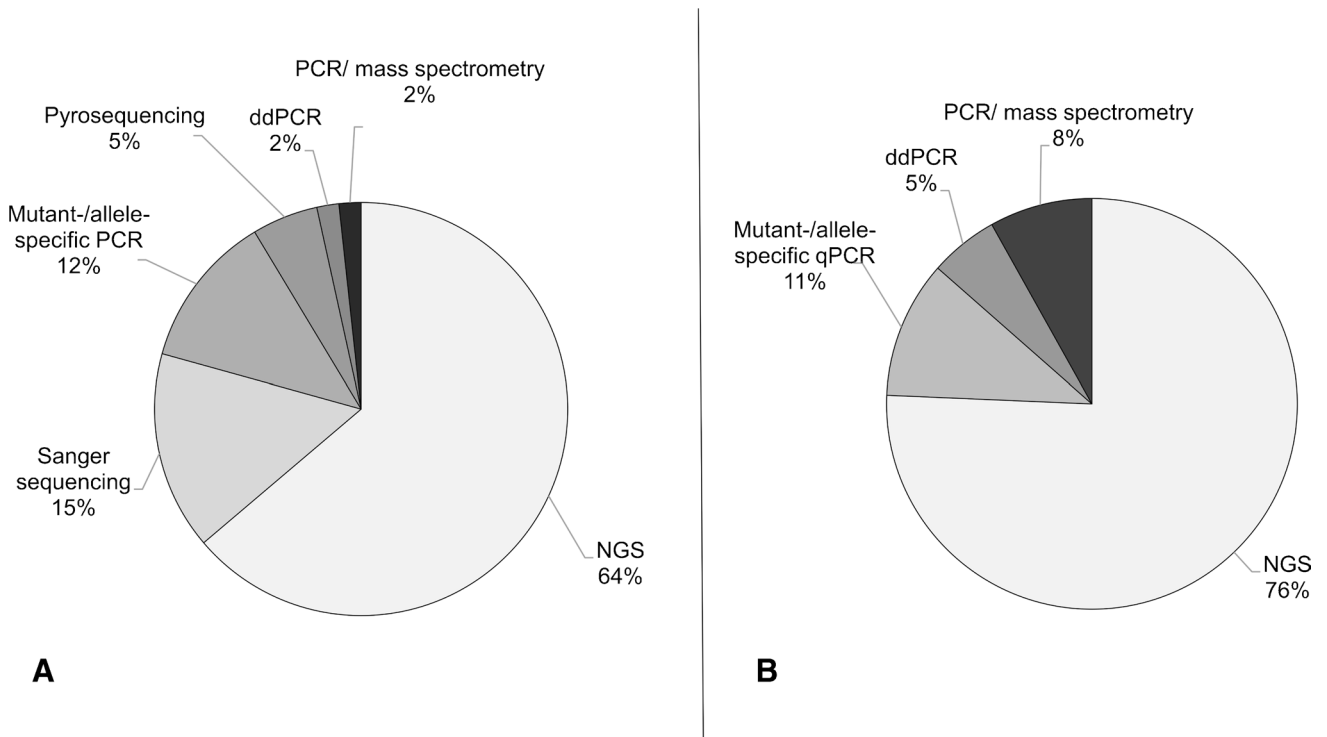 PCR/ mass spectrometry
2%
Pyrosequencing
5%
ddPCR
2%
Mutant-/allele-
specific PCR
12%
Sanger
sequencing
15%
NGS
64%
A
PCR/ mass spectrometry
8%
ddPCR
5%
Mutant-/allele-
specific qPCR
11%
NGS
76%
B